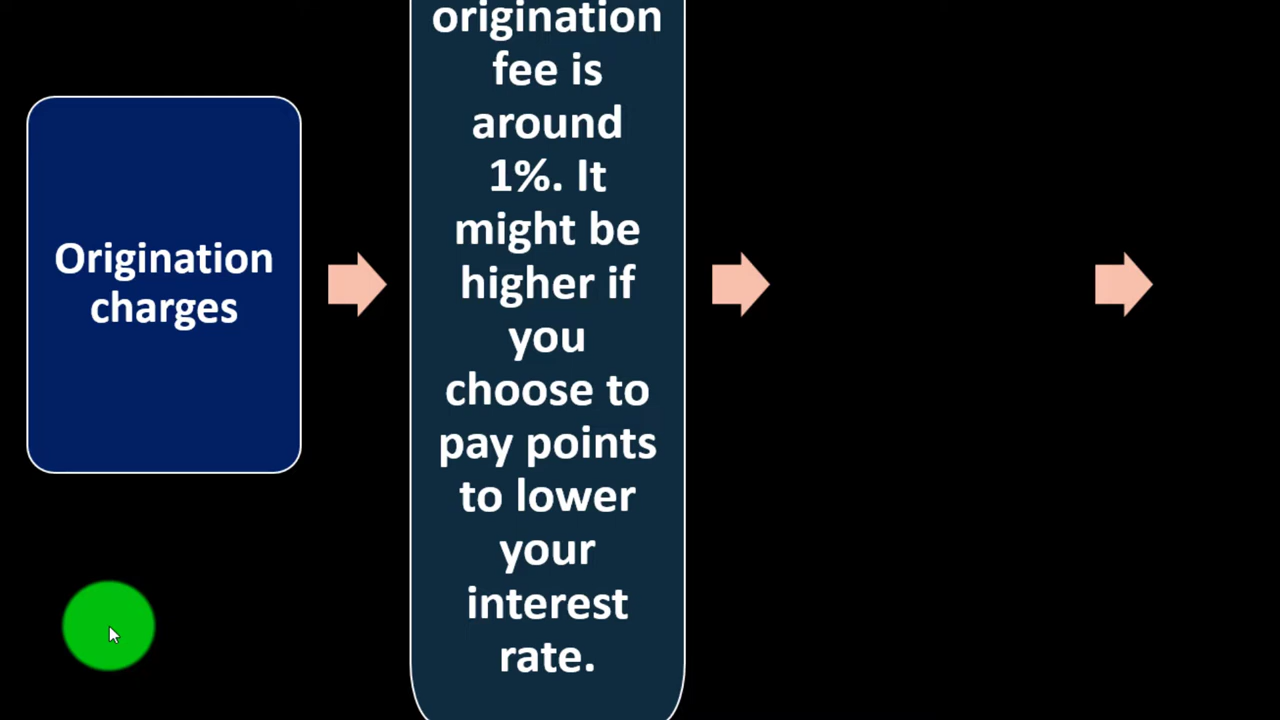 Origination
charges
origination
fee is
around
1%. It
might be
higher if
you
choose to
pay points
to lower
your
interest
rate.